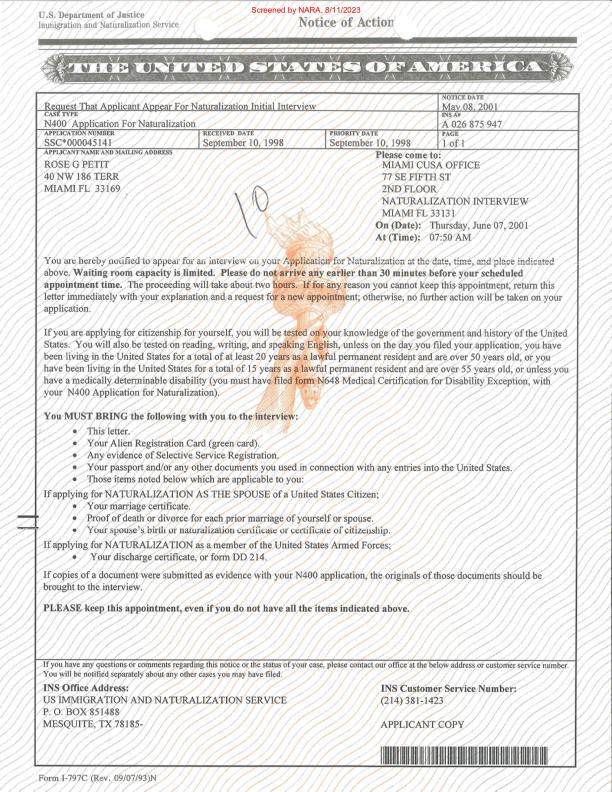 Screened by NARA, 8/11/2023
U.S. Department of Justice
Immigration and Naturalization Service
Notice of Action
THE UNITED STATES OF AMERICA
Request That Applicant Appear For Naturalization Initial Interview
NOTICE DATE
May 08, 2001
CASE TYPE
N400 Application For Naturalization
INS A#
A 026 875 947
APPLICATION NUMBER
SSC*000045141
RECEIVED DATE
September 10, 1998
PRIORITY DATE
September 10, 1998
PAGE
1 of 1
APPLICANT NAME AND MAILING ADDRESS
ROSE G PETIT
40 NW 186 TERR
MIAMI FL 33169
Please come to:
MIAMI CUSA OFFICE
77 SE FIFTH ST
2ND FLOOR
NATURALIZATION INTERVIEW
MIAMI FL 33131
On (Date): Thursday, June 07, 2001
At (Time): 07:50 AM
10
You are hereby notified to appear for an interview on your Application for Naturalization at the date, time, and place indicated
above. Waiting room capacity is limited. Please do not arrive any earlier than 30 minutes before your scheduled
appointment time. The proceeding will take about two hours. If for any reason you cannot keep this appointment, return this
letter immediately with your explanation and a request for a new appointment; otherwise, no further action will be taken on your
application.
If you are applying for citizenship for yourself, you will be tested on your knowledge of the government and history of the United
States. You will also be tested on reading, writing, and speaking English, unless on the day you filed your application, you have
been living in the United States for a total of at least 20 years as a lawful permanent resident and are over 50 years old, or you
have been living in the United States for a total of 15 years as a lawful permanent resident and are over 55 years old, or unless you
have a medically determinable disability (you must have filed form N648 Medical Certification for Disability Exception, with
your N400 Application for Naturalization).
You MUST BRING the following with you to the interview:
• This letter.
• Your Alien Registration Card (green card).
• Any evidence of Selective Service Registration.
• Your passport and/or any other documents you used in connection with any entries into the United States.
• Those items noted below which are applicable to you:
If applying for NATURALIZATION AS THE SPOUSE of a United States Citizen;
• Your marriage certificate.
• Proof of death or divorce for each prior marriage of yourself or spouse.
• Your spouse's birth or naturalization certificate or certificate of citizenship.
If applying for NATURALIZATION as a member of the United States Armed Forces;
• Your discharge certificate, or form DD 214.
If copies of a document were submitted as evidence with your N400 application, the originals of those documents should be
brought to the interview.
PLEASE keep this appointment, even if you do not have all the items indicated above.
If you have any questions or comments regarding this notice or the status of your case, please contact our office at the below address or customer service number.
You will be notified separately about any other cases you may have filed.
INS Office Address:
US IMMIGRATION AND NATURALIZATION SERVICE
P. O. BOX 851488
MESQUITE, TX 78185-
INS Customer Service Number:
(214) 381-1423
APPLICANT COPY
Form I-797C (Rev. 09/07/93)N